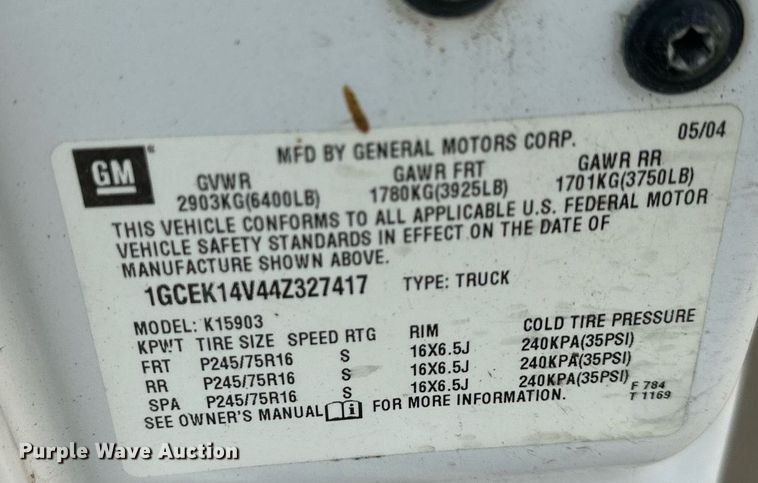 GM
MFD BY GENERAL MOTORS CORP. 05/04
GVWR GAWR FRT GAWR RR
2903KG(6400LB) 1780KG(3925LB) 1701KG(3750LB)
THIS VEHICLE CONFORMS TO ALL APPLICABLE U.S. FEDERAL MOTOR
VEHICLE SAFETY STANDARDS IN EFFECT ON THE DATE OF
MANUFACTURE SHOWN ABOVE.
1GCEK14V44Z327417 TYPE: TRUCK
MODEL: K15903
KPWT TIRE SIZE SPEED RTG RIM COLD TIRE PRESSURE
FRT P245/75R16 S 16X6.5J 240KPA(35PSI)
RR P245/75R16 S 16X6.5J 240KPA(35PSI)
SPA P245/75R16 S 16X6.5J 240KPA(35PSI)
SEE OWNER'S MANUAL i FOR MORE INFORMATION.
F 784
T 1169
Purple Wave Auction